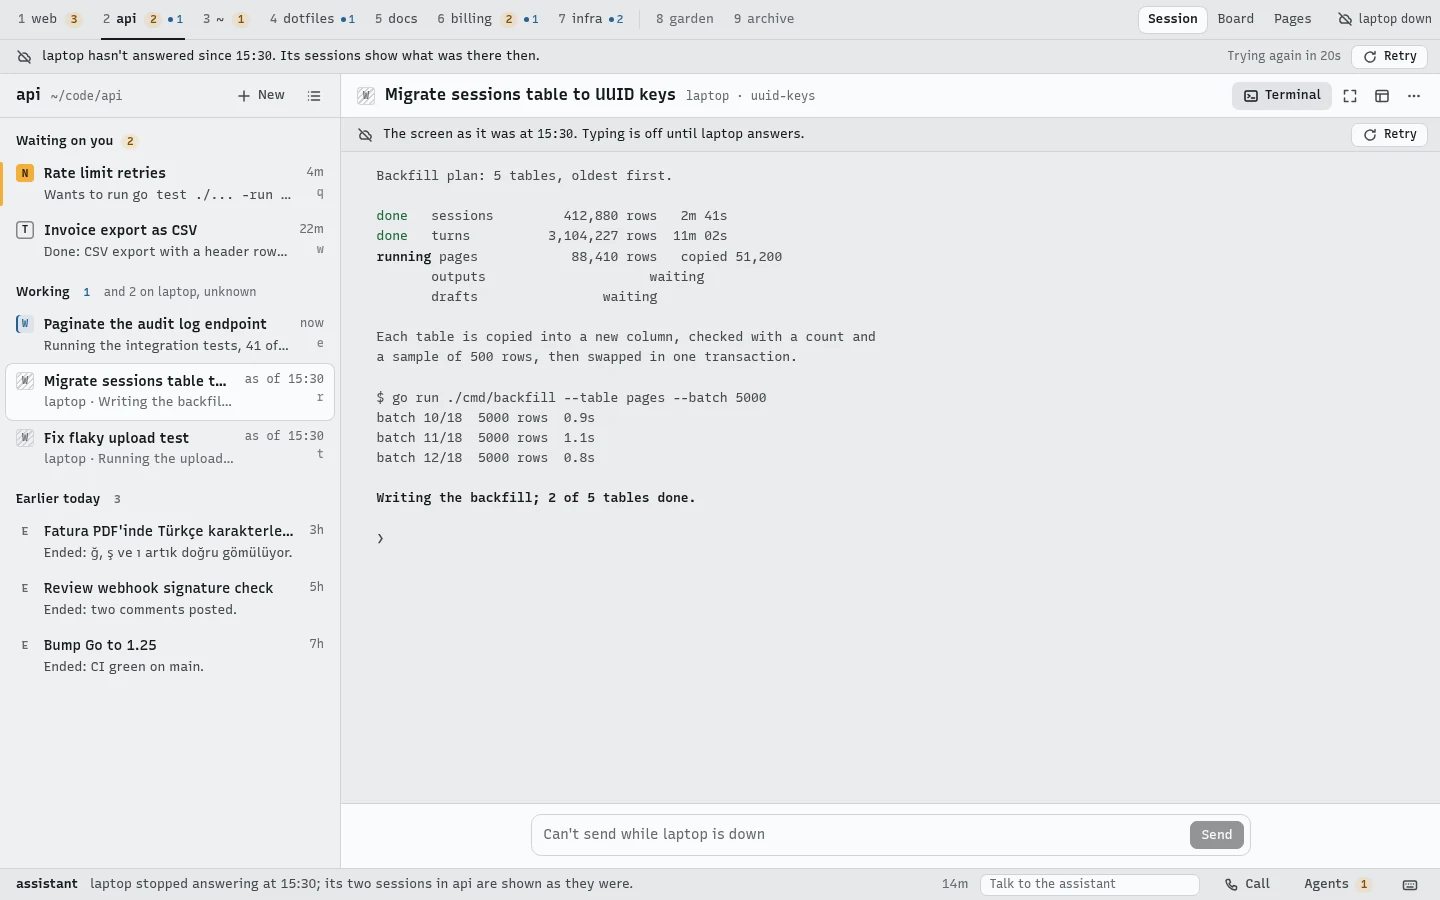 1 web 3 2 api 2 1 3 ~ 1 4 dotfiles 1 5 docs 6 billing 2 1 7 infra 2 8 garden 9 archive Session Board Pages laptop down
laptop hasn't answered since 15:30. Its sessions show what was there then. Trying again in 20s Retry
api ~/code/api + New
Waiting on you 2
N Rate limit retries 4m
Wants to run go test ./... -run … q
T Invoice export as CSV 22m
Done: CSV export with a header row… w
Working 1 and 2 on laptop, unknown
W Paginate the audit log endpoint now
Running the integration tests, 41 of… e
W Migrate sessions table t… as of 15:30
laptop · Writing the backfil… r
W Fix flaky upload test as of 15:30
laptop · Running the upload… t
Earlier today 3
E Fatura PDF'inde Türkçe karakterle… 3h
Ended: ğ, ş ve ı artık doğru gömülüyor.
E Review webhook signature check 5h
Ended: two comments posted.
E Bump Go to 1.25 7h
Ended: CI green on main.
W Migrate sessions table to UUID keys laptop · uuid-keys Terminal
The screen as it was at 15:30. Typing is off until laptop answers. Retry
Backfill plan: 5 tables, oldest first.
done sessions 412,880 rows 2m 41s
done turns 3,104,227 rows 11m 02s
running pages 88,410 rows copied 51,200
outputs waiting
drafts waiting
Each table is copied into a new column, checked with a count and
a sample of 500 rows, then swapped in one transaction.
$ go run ./cmd/backfill --table pages --batch 5000
batch 10/18 5000 rows 0.9s
batch 11/18 5000 rows 1.1s
batch 12/18 5000 rows 0.8s
Writing the backfill; 2 of 5 tables done.
❯
Can't send while laptop is down Send
assistant laptop stopped answering at 15:30; its two sessions in api are shown as they were. 14m Talk to the assistant Call Agents 1